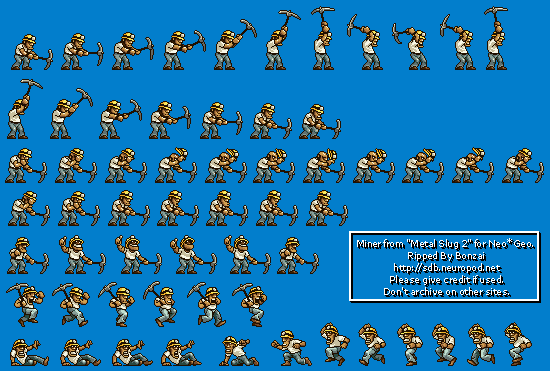 Miner from "Metal Slug 2" for Neo*Geo.
Ripped By Bonzai
http://sdb.neuropod.net
Please give credit if used.
Don't archive on other sites.